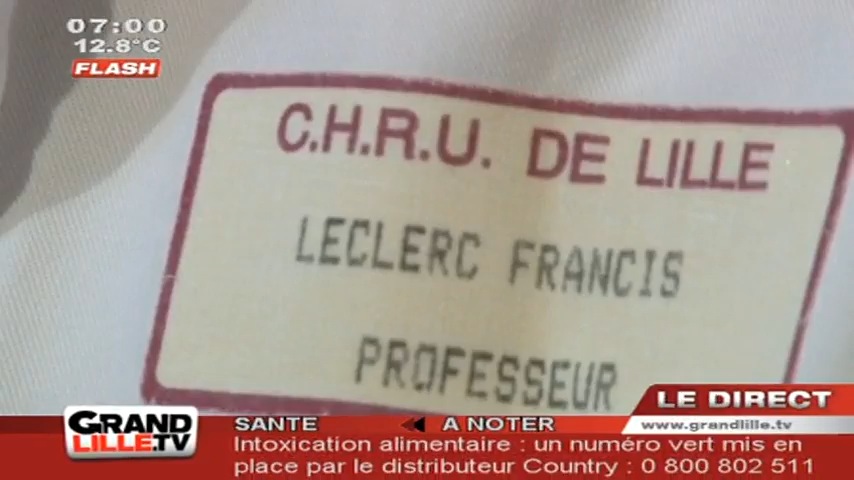 07:00
12.8°C
FLASH
C.H.R.U. DE LILLE
LECLERC FRANCIS
PROFESSEUR
LE DIRECT
www.grandlille.tv
GRAND
LILLE.TV
SANTE A NOTER
Intoxication alimentaire : un numéro vert mis en
place par le distributeur Country : 0 800 802 511